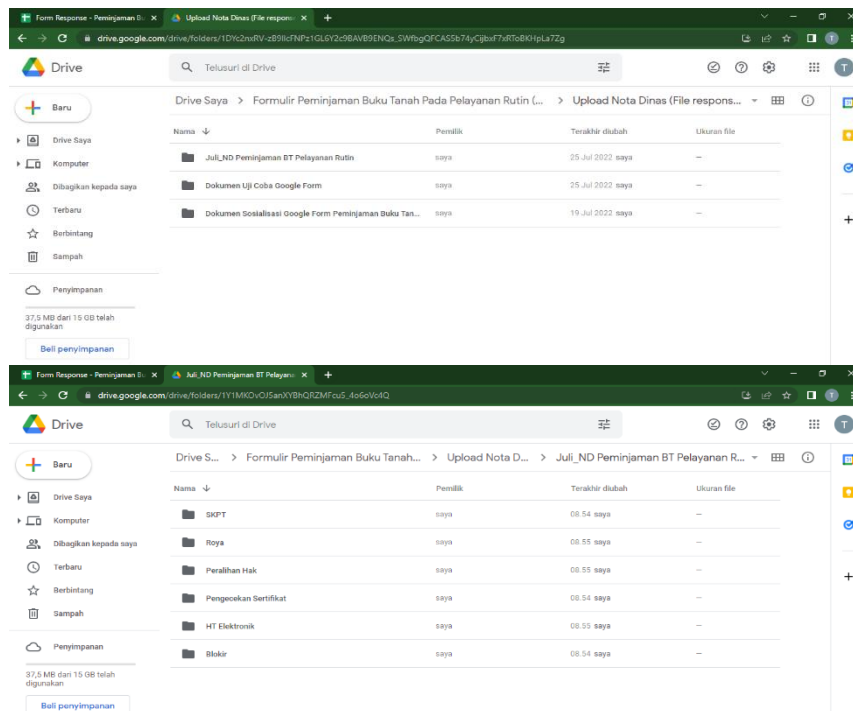 Form Response - Peminjaman Bu
Upload Nota Dinas (File respons
drive.google.com/drive/folders/1DYc2nxRV-zB9IIcFNPz1GL6Y2c9BAVB9ENQs_SWfbgQFCAS5b74yCijbxF7xRToBKHpLa7Zg
Drive
Telusuri di Drive
T
Baru
Drive Saya > Formulir Peminjaman Buku Tanah Pada Pelayanan Rutin (... > Upload Nota Dinas (File respons...
Nama Pemilik Terakhir diubah Ukuran file
Drive Saya
Komputer
Dibagikan kepada saya
Terbaru
Berbintang
Sampah
Penyimpanan
37,5 MB dari 15 GB telah
digunakan
Beli penyimpanan
Juli_ND Peminjaman BT Pelayanan Rutin saya 25 Jul 2022 saya —
Dokumen Uji Coba Google Form saya 25 Jul 2022 saya —
Dokumen Sosialisasi Google Form Peminjaman Buku Tan... saya 19 Jul 2022 saya —
Form Response - Peminjaman Bu
Juli_ND Peminjaman BT Pelayana
drive.google.com/drive/folders/1Y1MKOvOJ5anXYBhQRZMFcu5_4o6oVc4Q
Drive
Telusuri di Drive
T
Baru
Drive S... > Formulir Peminjaman Buku Tanah... > Upload Nota D... > Juli_ND Peminjaman BT Pelayanan R...
Nama Pemilik Terakhir diubah Ukuran file
Drive Saya
Komputer
Dibagikan kepada saya
Terbaru
Berbintang
Sampah
Penyimpanan
37,5 MB dari 15 GB telah
digunakan
Beli penyimpanan
SKPT saya 08.54 saya —
Roya saya 08.55 saya —
Peralihan Hak saya 08.55 saya —
Pengecekan Sertifikat saya 08.54 saya —
HT Elektronik saya 08.55 saya —
Blokir saya 08.54 saya —